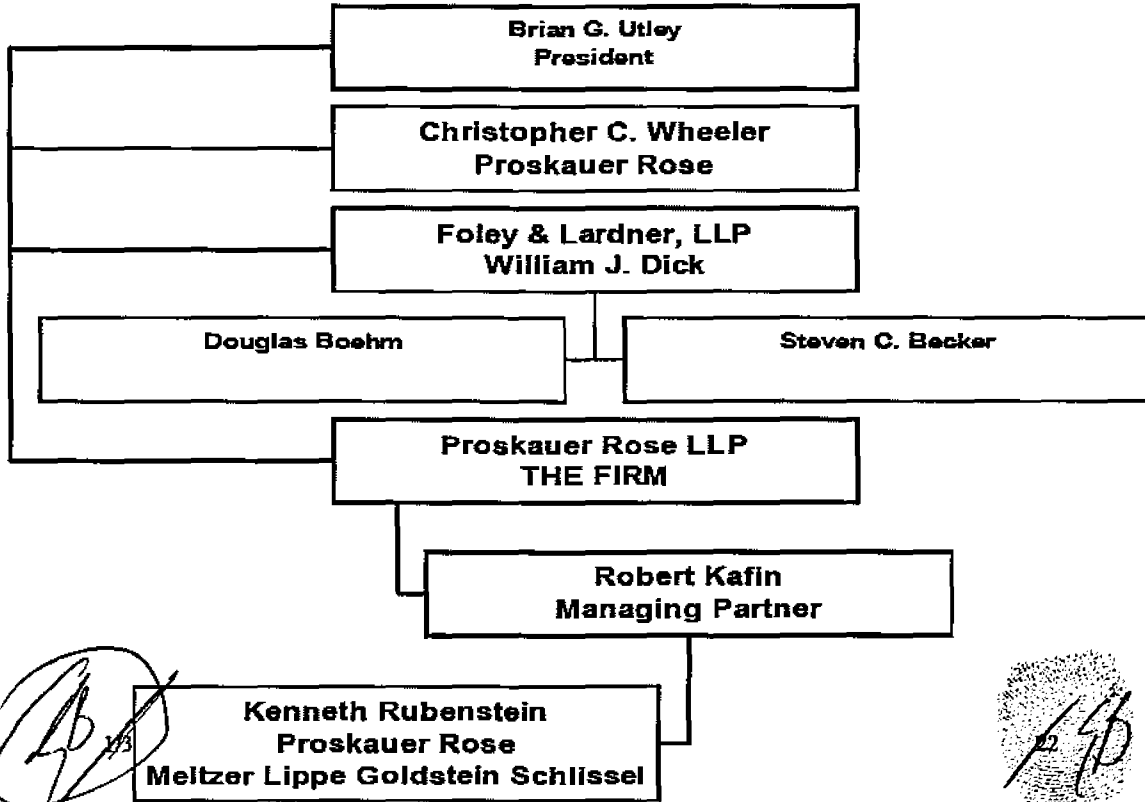 Brian G. Utley
President
Christopher C. Wheeler
Proskauer Rose
Foley & Lardner, LLP
William J. Dick
Douglas Boehm
Steven C. Becker
Proskauer Rose LLP
THE FIRM
Robert Kafin
Managing Partner
Kenneth Rubenstein
Proskauer Rose
Meltzer Lippe Goldstein Schlissel
22